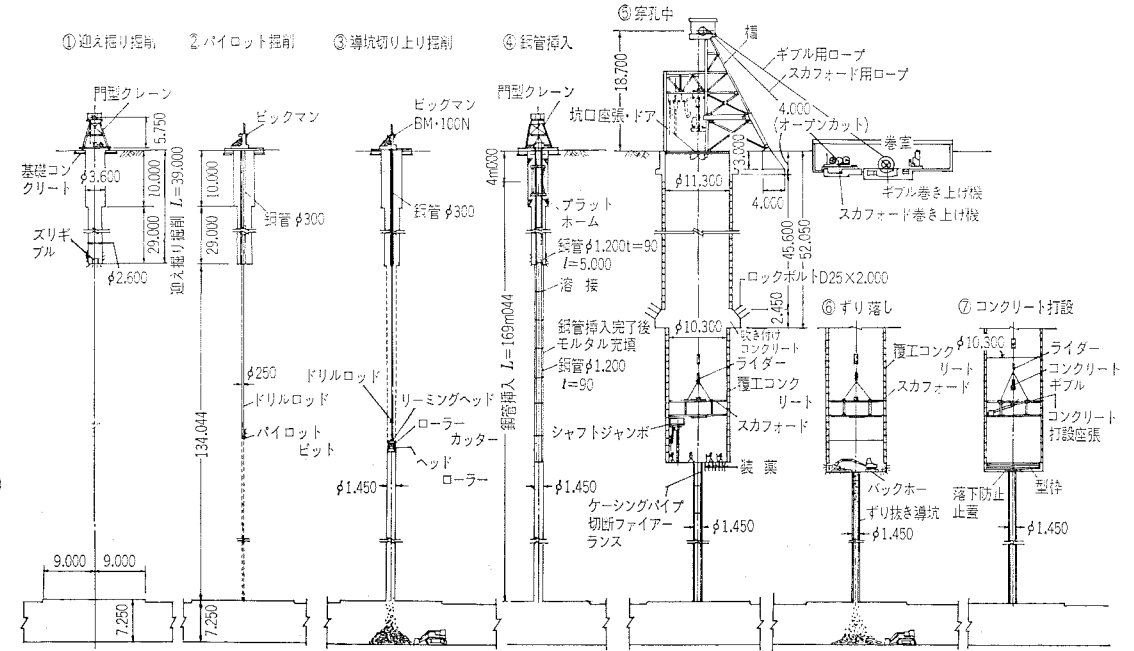 ①迎え掘り掘削
②パイロット掘削
③導坑切り上り掘削
④鋼管挿入
⑤穿孔中
門型クレーン
5.750
基礎コン
クリート
φ3.600
10.000
29.000
迎え掘り掘削 L=39.000
ズリギ
ブル
φ2.600
9.000
9.000
7.250
ビックマン
10.000
29.000
鋼管φ300
φ250
ドリルロッド
パイロット
ビット
134.044
7.250
ビックマン
BM・100N
鋼管φ300
ドリルロッド
リーミングヘッド
ローラー
カッター
ヘッド
ローラー
φ1.450
門型クレーン
4m000
プラット
ホーム
鋼管φ1.200t=90
l=5.000
溶接
鋼管挿入完了後
モルタル充填
鋼管φ1.200
l=90
鋼管挿入 L=169m044
φ1.450
18.700
櫓
ギブル用ロープ
スカフォード用ロープ
坑口座張・ドア
4.000
(オープンカット)
3.000
4.000
巻室
ギブル巻き上げ機
スカフォード巻き上げ機
φ11.300
45.600
52.050
ロックボルトD25×2.000
2.450
φ10.300
吹き付け
コンクリート
ライダー
覆工コンク
リート
スカフォード
シャフトジャンボ
装薬
ケーシングパイプ
切断ファイアー
ランス
φ1.450
⑥ずり落し
覆工コンク
リート
スカフォード
バックホー
ずり抜き導坑
φ1.450
⑦コンクリート打設
φ10.300
ライダー
コンクリート
ギブル
コンクリート
打設座張
落下防止
止蓋
型枠
φ1.450